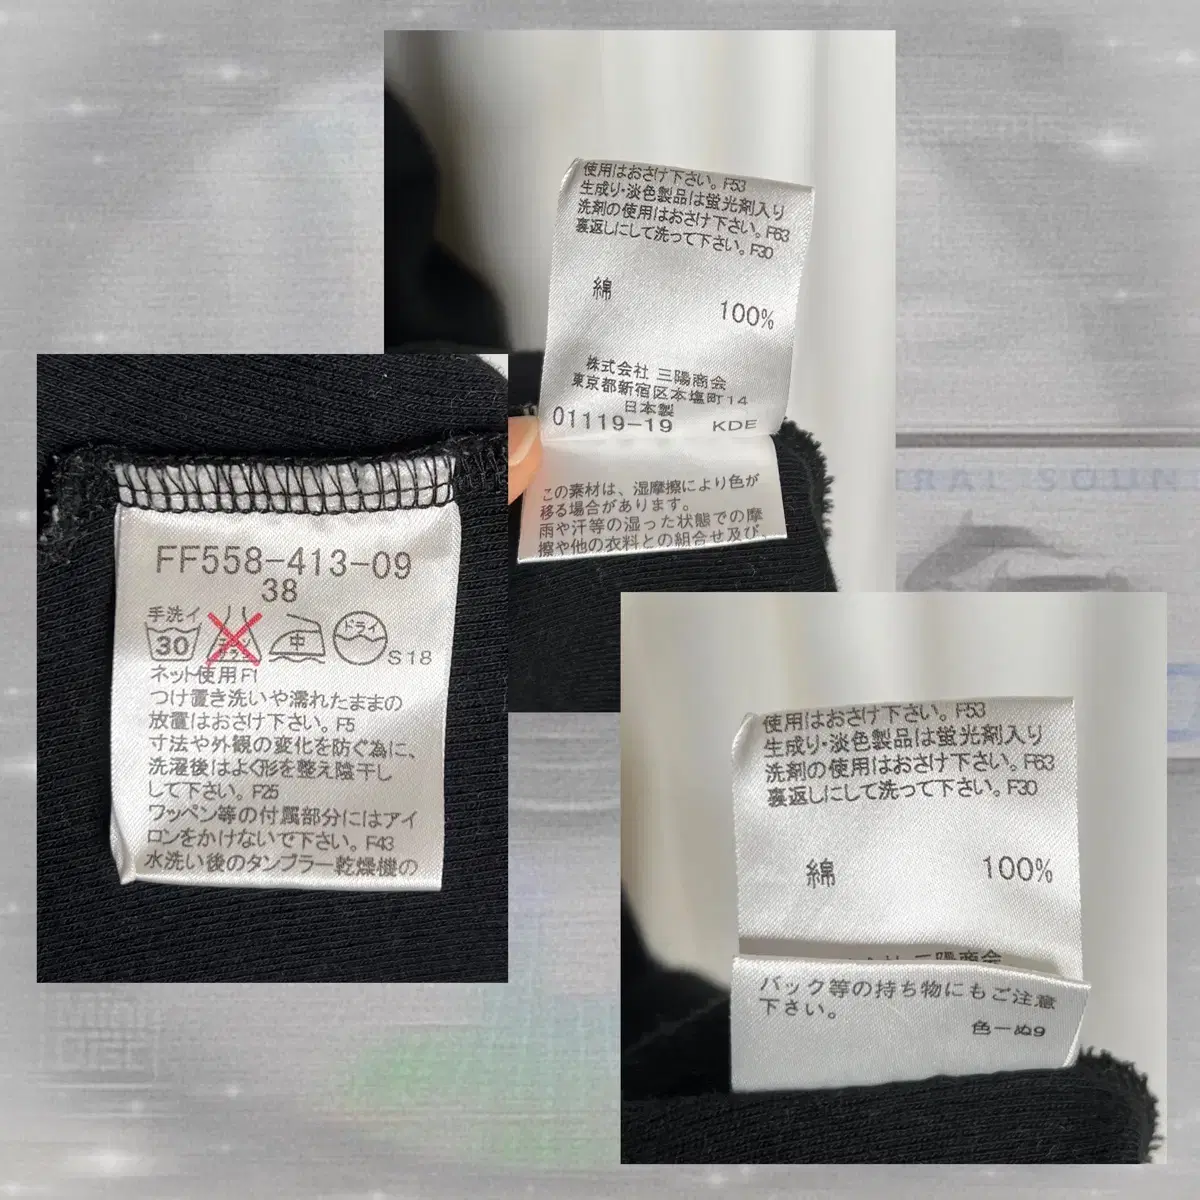 使用はおさけ下さい。F53
生成り・淡色製品は蛍光剤入り
洗剤の使用はおさけ下さい。F63
裏返しにして洗って下さい。F30
綿
100%
株式会社 三陽商会
東京都新宿区本塩町14
日本製
01119-19 KDE
この素材は、湿摩擦により色が
移る場合があります。
雨や汗等の湿った状態での摩
擦や他の衣料との組合せ及び、
FF558-413-09
38
手洗イ
30
エンソ
サラシ
中
ドライ
S18
ネット使用F1
つけ置き洗いや濡れたままの
放置はおさけ下さい。F5
寸法や外観の変化を防ぐ為に、
洗濯後はよく形を整え陰干し
して下さい。F25
ワッペン等の付属部分にはアイ
ロンをかけないで下さい。F43
水洗い後のタンブラー乾燥機の
使用はおさけ下さい。F53
生成り・淡色製品は蛍光剤入り
洗剤の使用はおさけ下さい。F63
裏返しにして洗って下さい。F30
綿
100%
三陽商会
バック等の持ち物にもご注意
下さい。
色ーぬ9